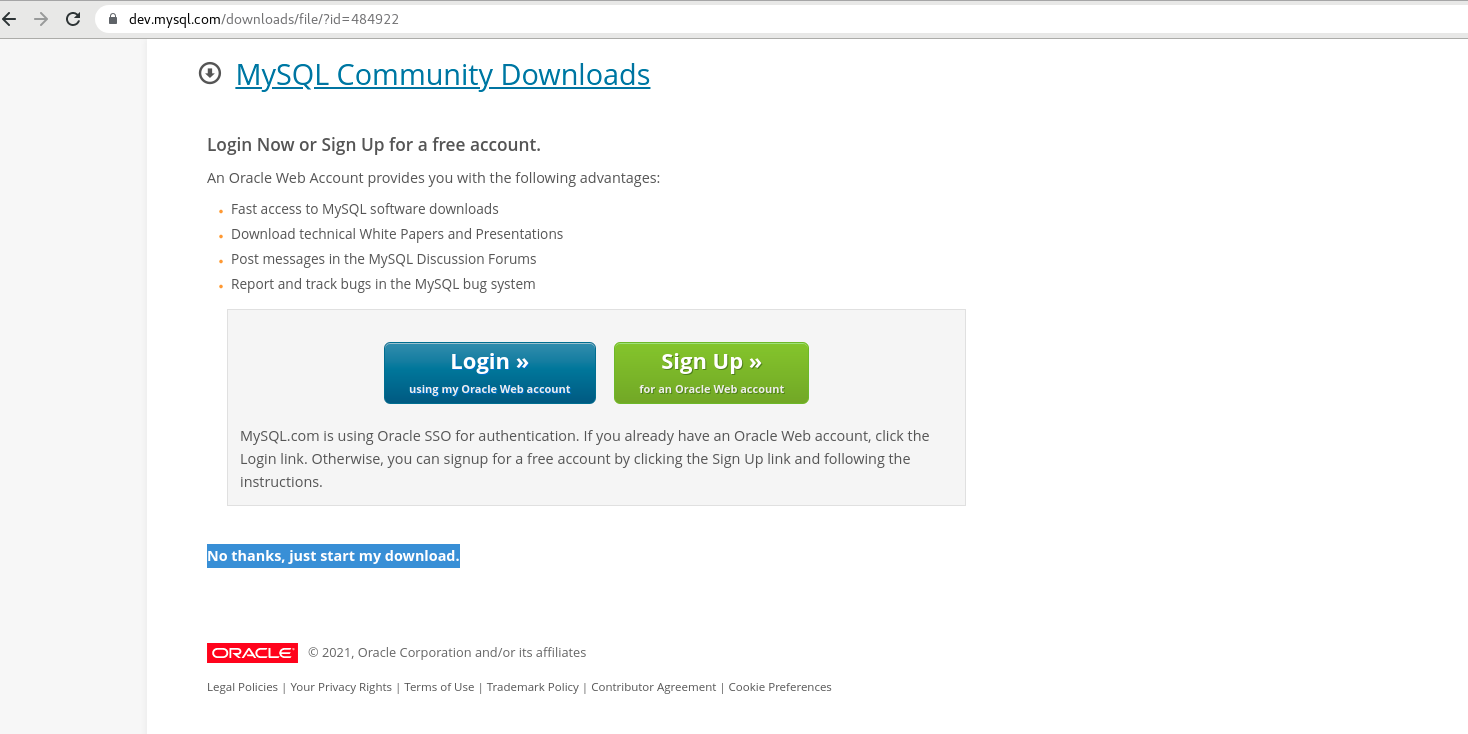 dev.mysql.com/downloads/file/?id=484922
MySQL Community Downloads
Login Now or Sign Up for a free account.
An Oracle Web Account provides you with the following advantages:
Fast access to MySQL software downloads
Download technical White Papers and Presentations
Post messages in the MySQL Discussion Forums
Report and track bugs in the MySQL bug system
Login »
using my Oracle Web account
Sign Up »
for an Oracle Web account
MySQL.com is using Oracle SSO for authentication. If you already have an Oracle Web account, click the
Login link. Otherwise, you can signup for a free account by clicking the Sign Up link and following the
instructions.
No thanks, just start my download.
ORACLE © 2021, Oracle Corporation and/or its affiliates
Legal Policies | Your Privacy Rights | Terms of Use | Trademark Policy | Contributor Agreement | Cookie Preferences